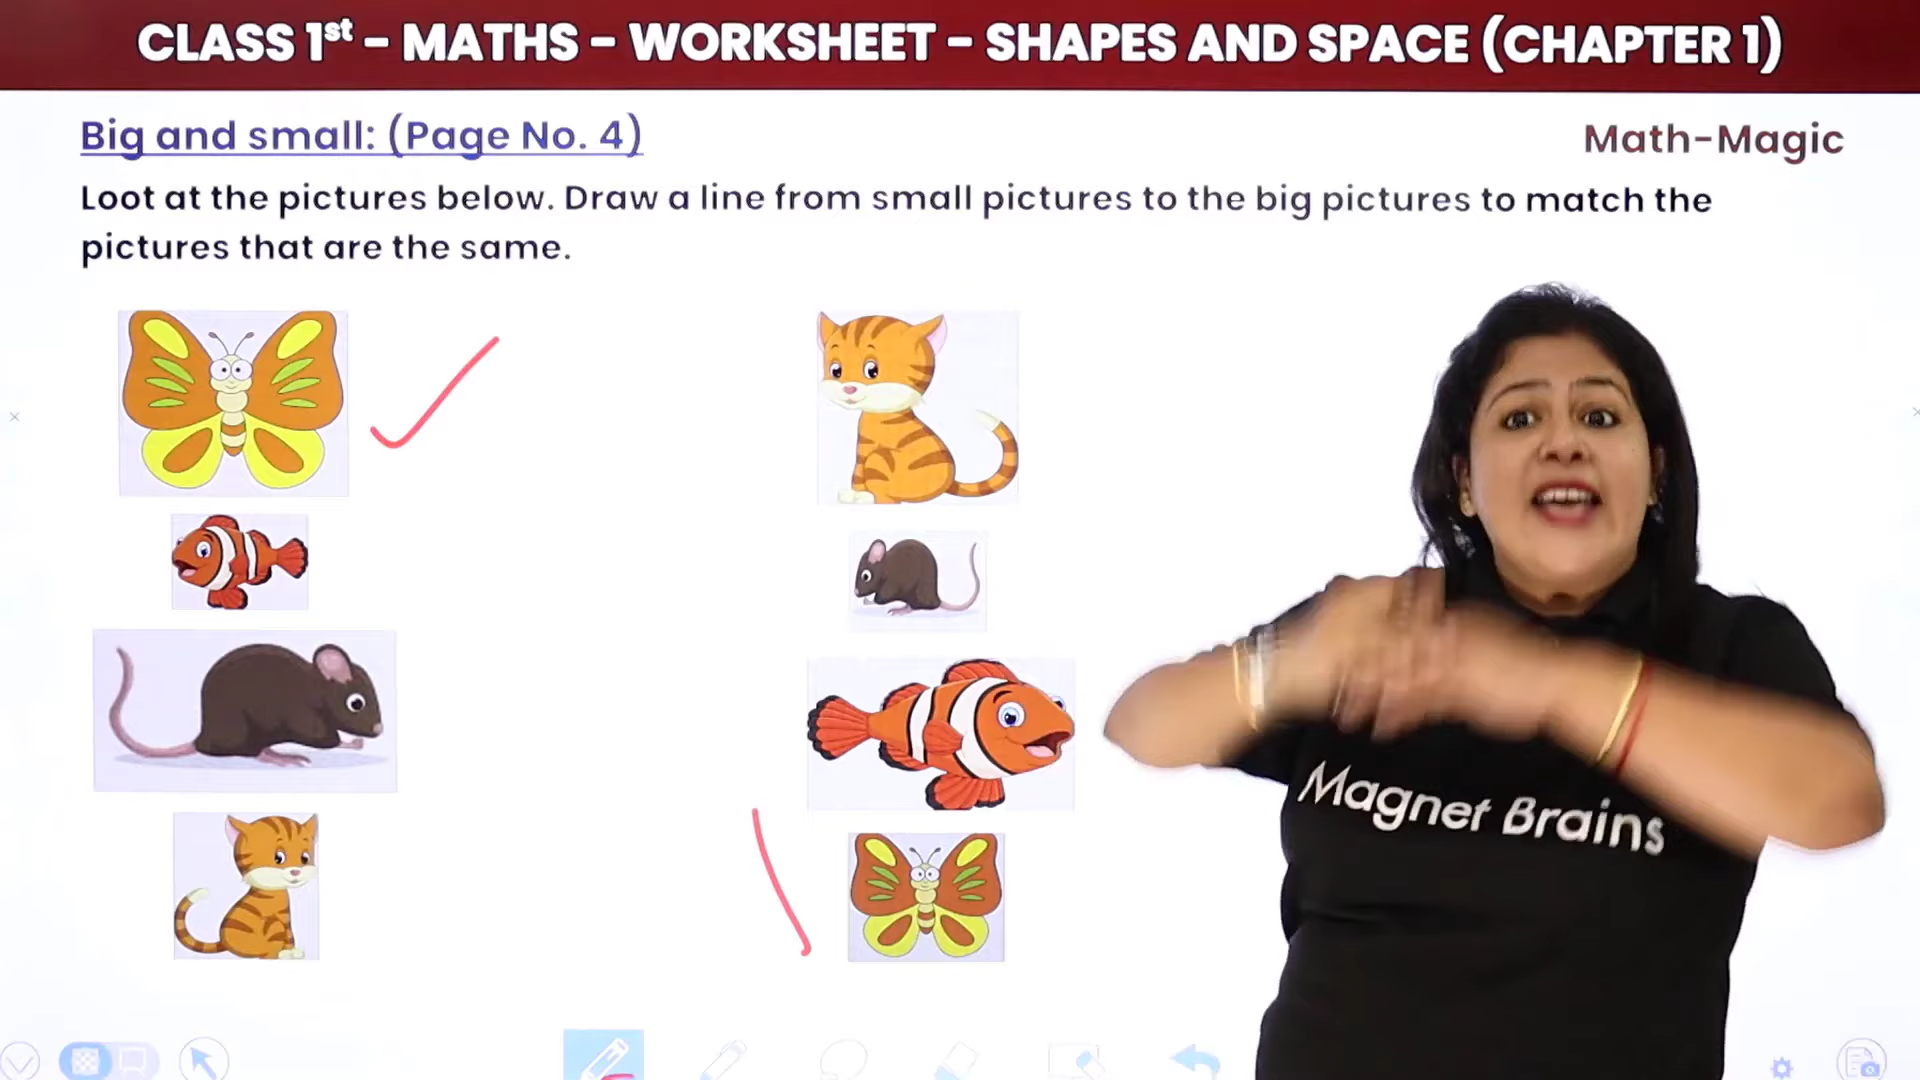 CLASS 1st - MATHS - WORKSHEET - SHAPES AND SPACE (CHAPTER 1)
Big and small: (Page No. 4)
Math-Magic
Loot at the pictures below. Draw a line from small pictures to the big pictures to match the
pictures that are the same.
Magnet Brains